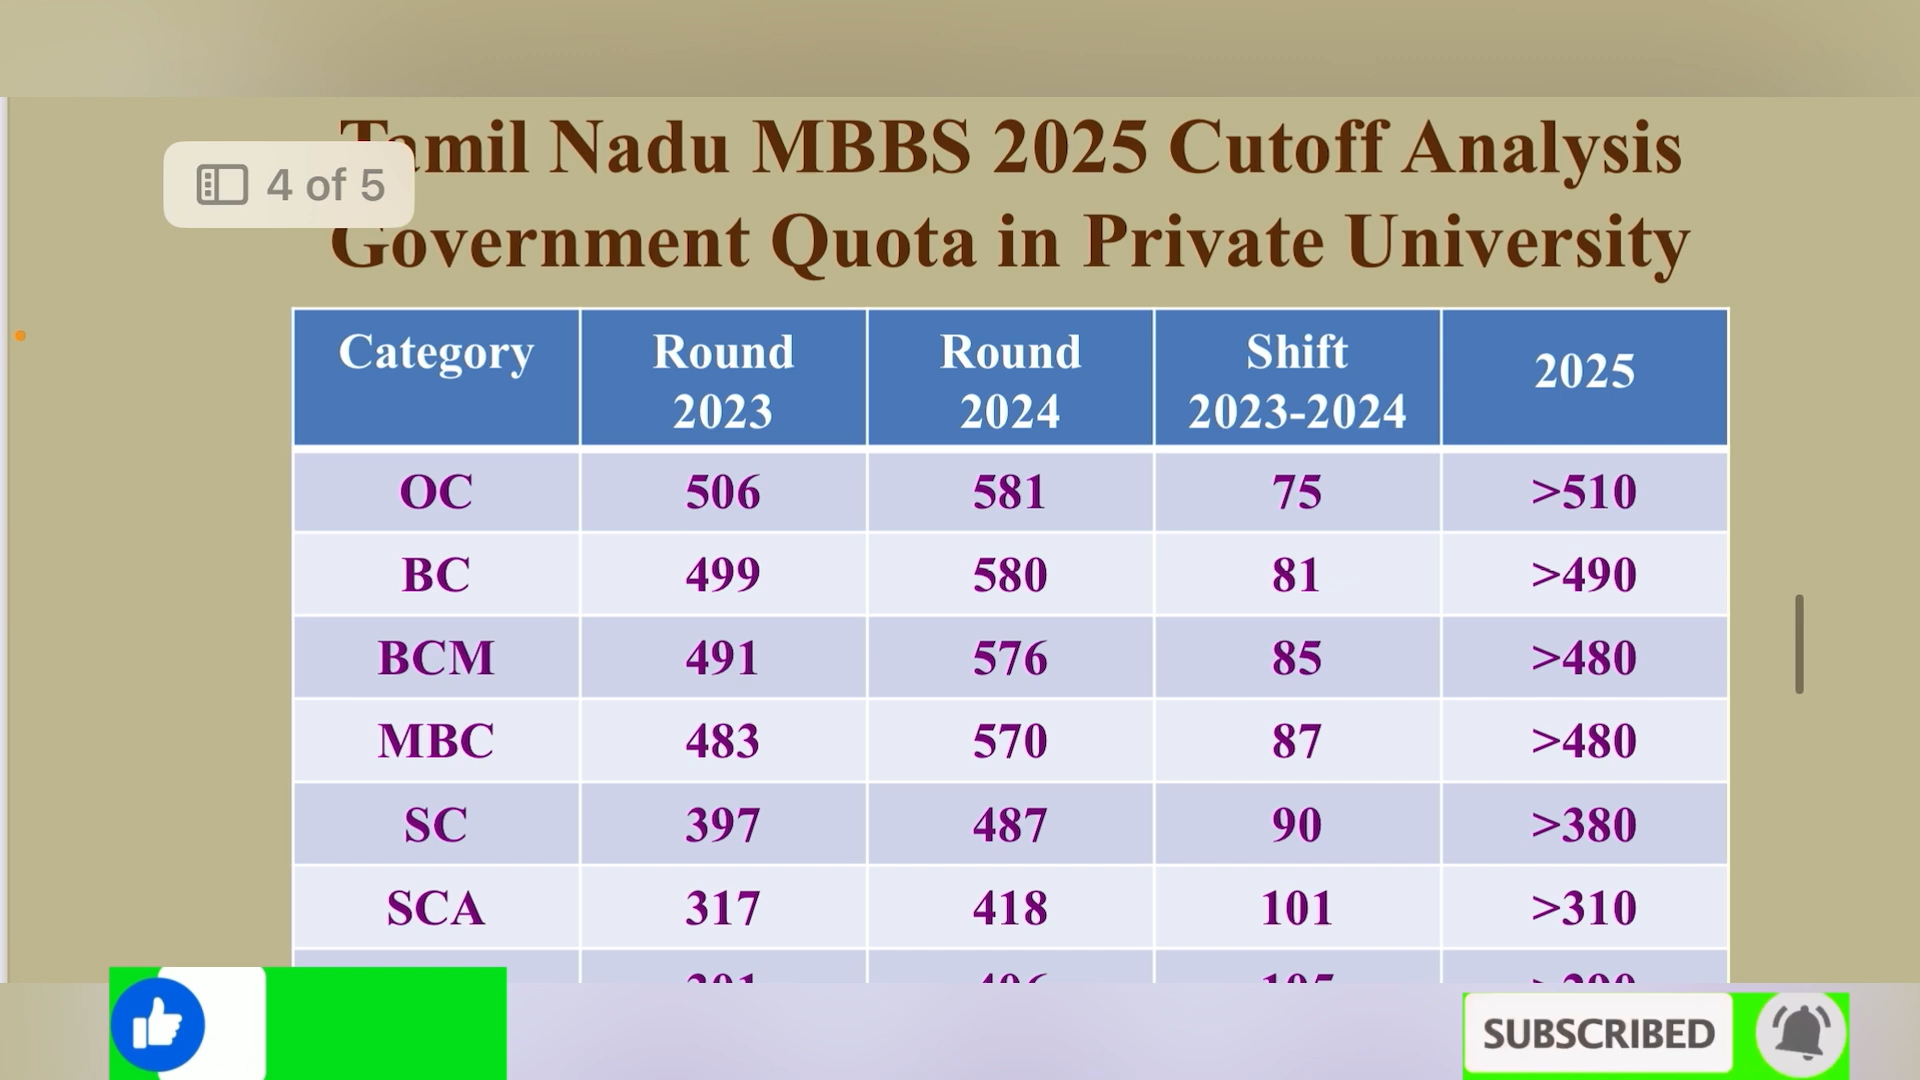 Tamil Nadu MBBS 2025 Cutoff Analysis
4 of 5
Government Quota in Private University
Category Round 2023 Round 2024 Shift 2023-2024 2025
OC 506 581 75 >510
BC 499 580 81 >490
BCM 491 576 85 >480
MBC 483 570 87 >480
SC 397 487 90 >380
SCA 317 418 101 >310
SUBSCRIBED